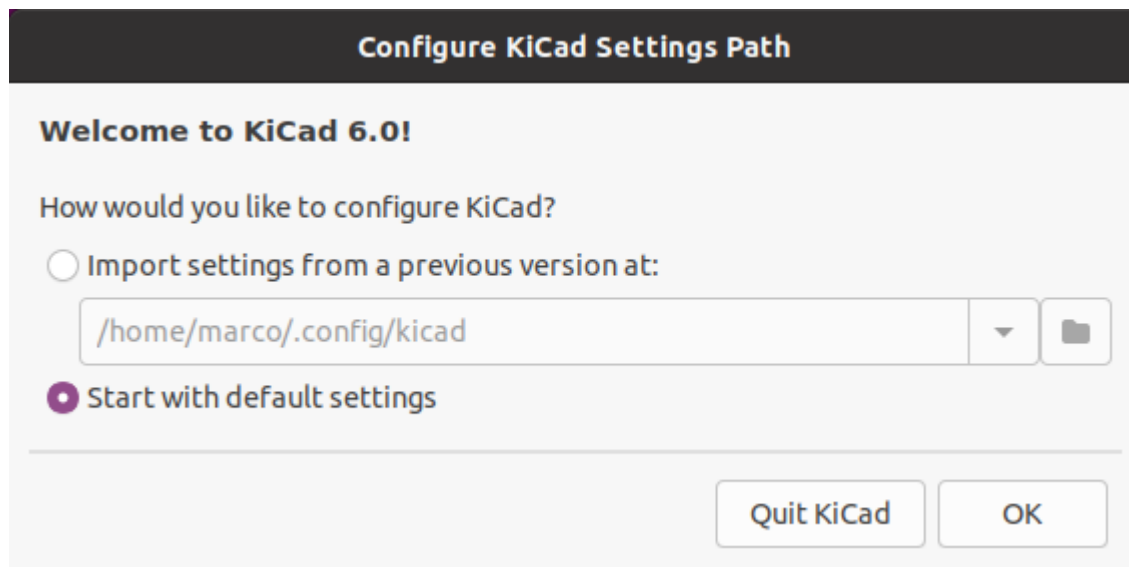 Configure KiCad Settings Path
Welcome to KiCad 6.0!
How would you like to configure KiCad?
Import settings from a previous version at:
/home/marco/.config/kicad
Start with default settings
Quit KiCad
OK